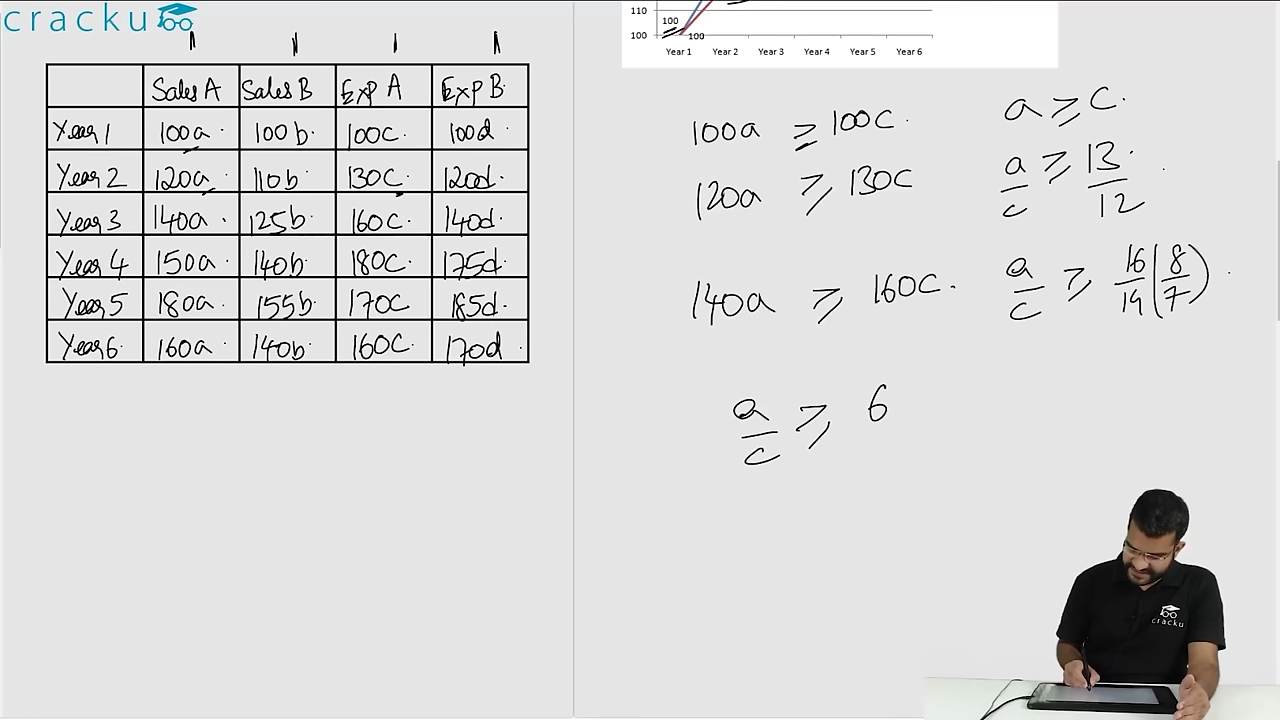 cracku
110
100
100
100
Year 1 Year 2 Year 3 Year 4 Year 5 Year 6
Sales A Sales B Exp A Exp B
Year 1 100a 100b 100c 100d
Year 2 120a 110b 130c 120d
Year 3 140a 125b 160c 140d
Year 4 150a 140b 180c 175d
Year 5 180a 155b 170c 185d
Year 6 160a 140b 160c 170d
100a ≥ 100c a ≥ c
120a ≥ 130c a/c ≥ 13/12
140a ≥ 160c a/c ≥ 16/14 (8/7)
a/c ≥ 6
cracku